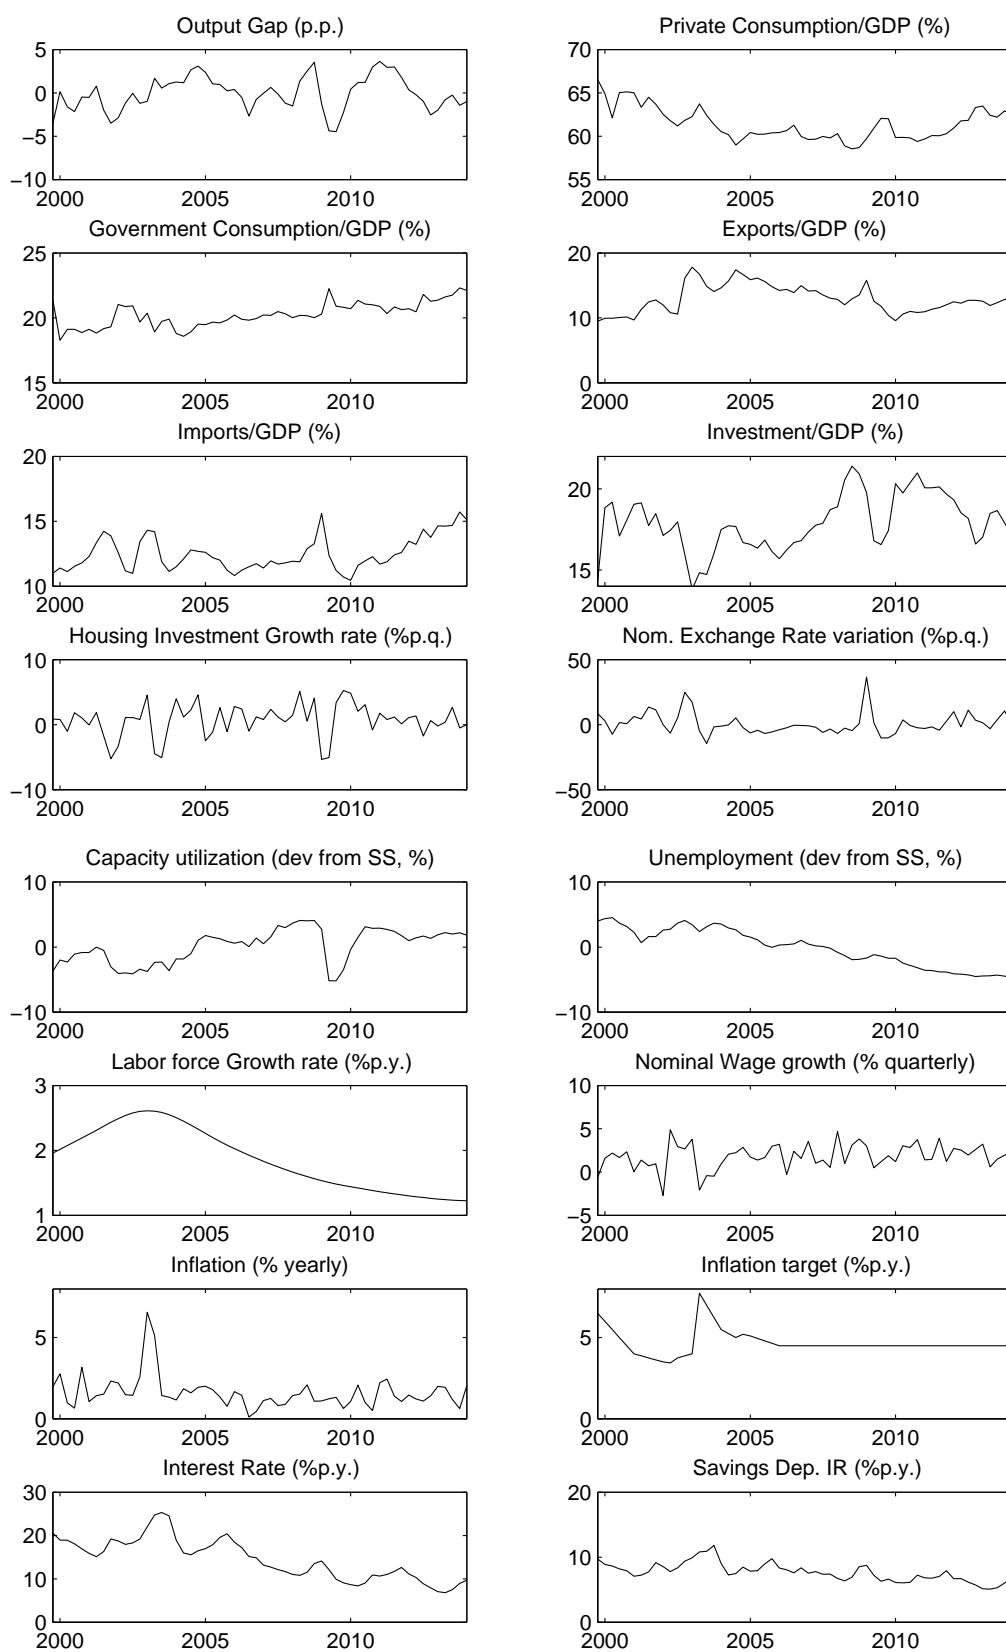 Output Gap (p.p.)
5
0
−5
−10
2000 2005 2010
Private Consumption/GDP (%)
70
65
60
55
2000 2005 2010
Government Consumption/GDP (%)
25
20
15
2000 2005 2010
Exports/GDP (%)
20
10
0
2000 2005 2010
Imports/GDP (%)
20
15
10
2000 2005 2010
Investment/GDP (%)
20
15
2000 2005 2010
Housing Investment Growth rate (%p.q.)
10
0
−10
2000 2005 2010
Nom. Exchange Rate variation (%p.q.)
50
0
−50
2000 2005 2010
Capacity utilization (dev from SS, %)
10
0
−10
2000 2005 2010
Unemployment (dev from SS, %)
10
0
−10
2000 2005 2010
Labor force Growth rate (%p.y.)
3
2
1
2000 2005 2010
Nominal Wage growth (% quarterly)
10
5
0
−5
2000 2005 2010
Inflation (% yearly)
5
0
2000 2005 2010
Inflation target (%p.y.)
5
0
2000 2005 2010
Interest Rate (%p.y.)
30
20
10
0
2000 2005 2010
Savings Dep. IR (%p.y.)
20
10
0
2000 2005 2010